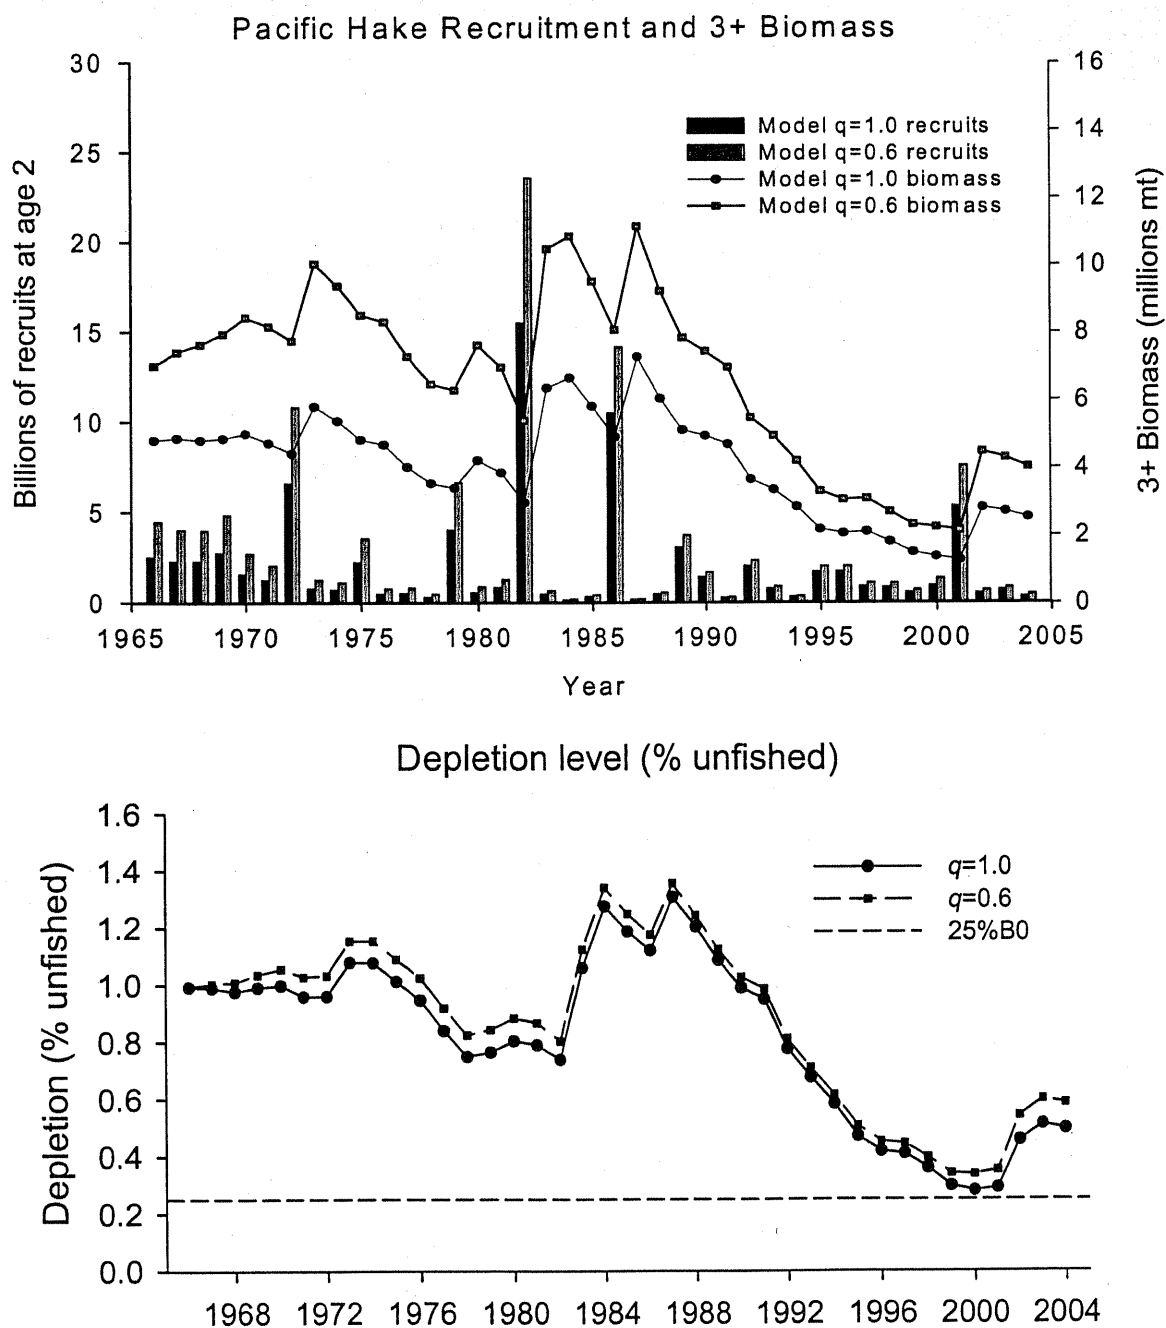 Pacific Hake Recruitment and 3+ Biomass
30
25
20
15
10
5
0
Billions of recruits at age 2
16
14
12
10
8
6
4
2
0
3+ Biomass (millions mt)
Model q=1.0 recruits
Model q=0.6 recruits
Model q=1.0 biomass
Model q=0.6 biomass
1965 1970 1975 1980 1985 1990 1995 2000 2005
Year
Depletion level (% unfished)
1.6
1.4
1.2
1.0
0.8
0.6
0.4
0.2
0.0
Depletion (% unfished)
q=1.0
q=0.6
25%B0
1968 1972 1976 1980 1984 1988 1992 1996 2000 2004